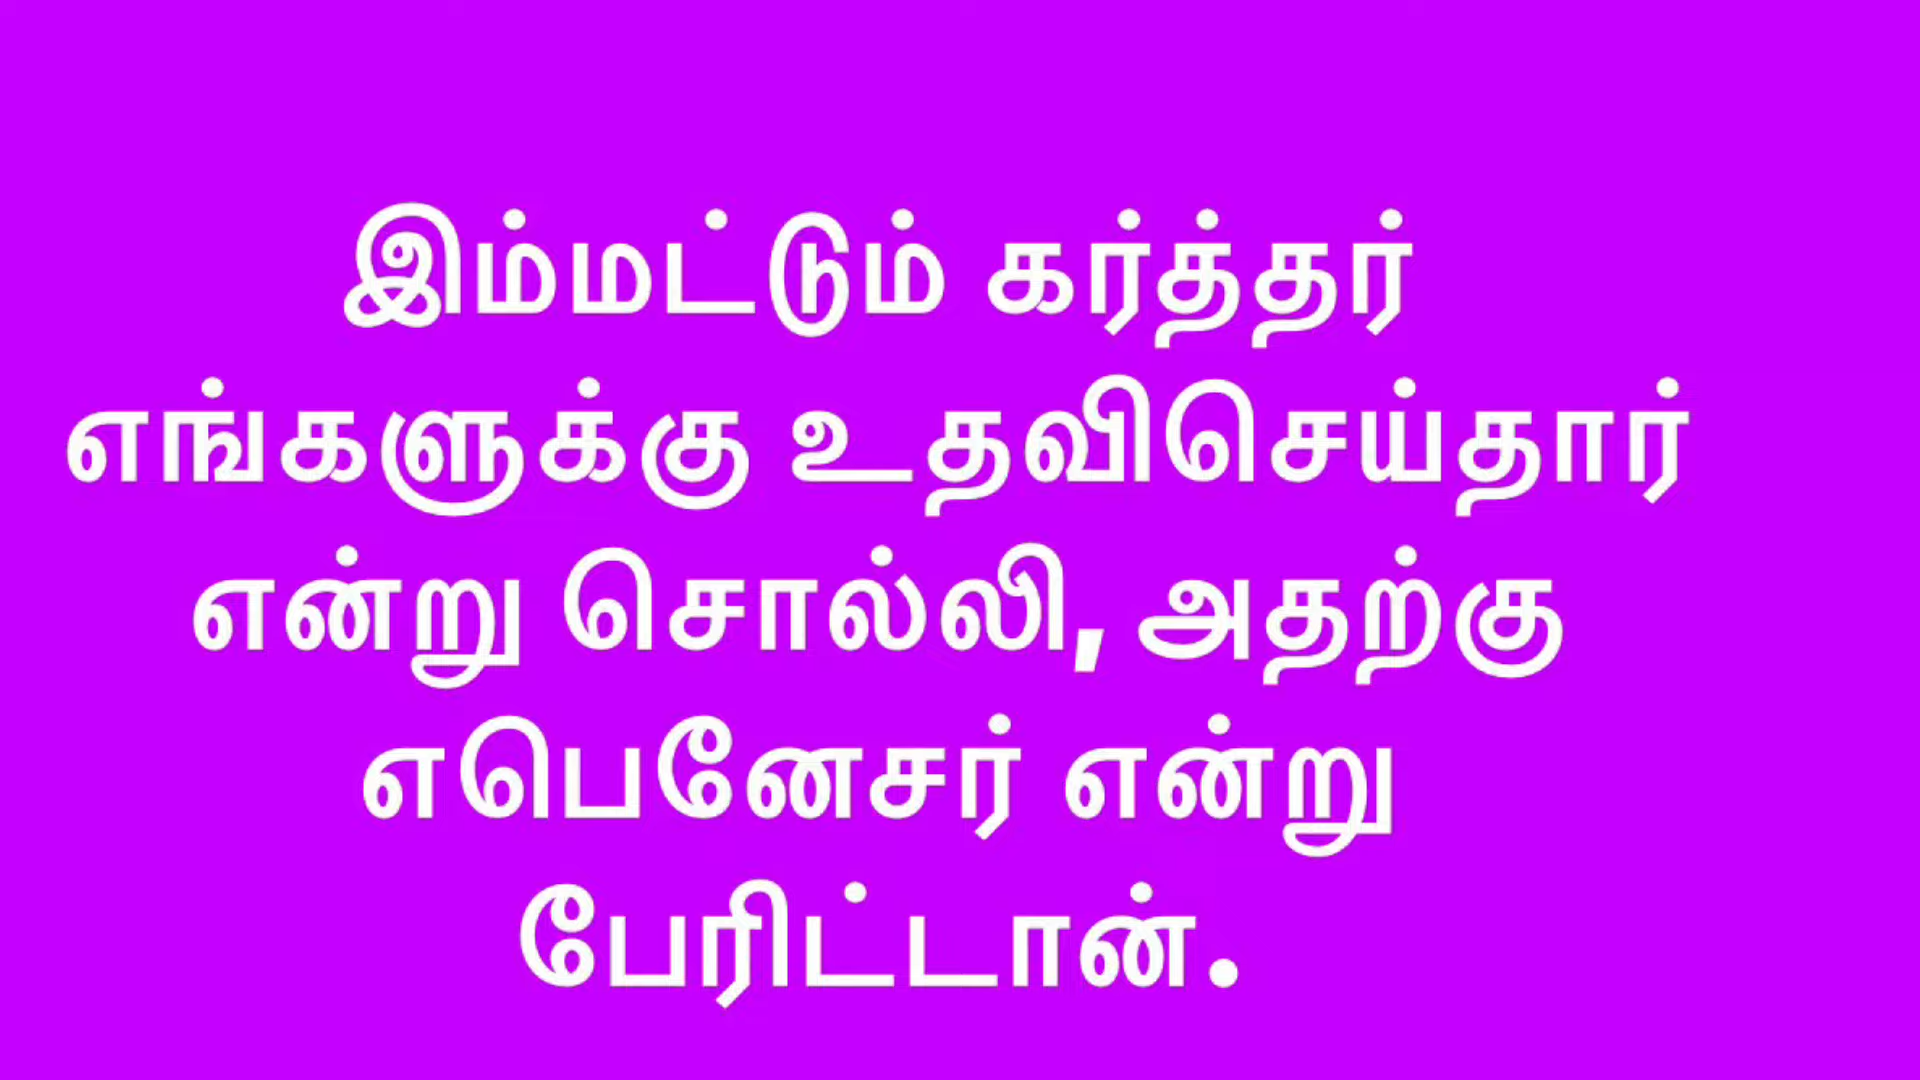 இம்மட்டும் கர்த்தர்
எங்களுக்கு உதவிசெய்தார்
என்று சொல்லி, அதற்கு
எபெனேசர் என்று
பேரிட்டான்.